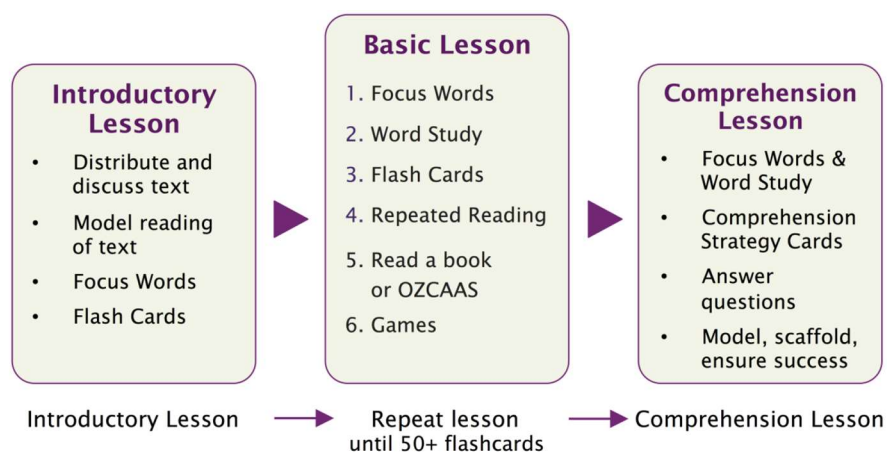 Introductory
Lesson
• Distribute and
discuss text
• Model reading
of text
• Focus Words
• Flash Cards
Basic Lesson
1. Focus Words
2. Word Study
3. Flash Cards
4. Repeated Reading
5. Read a book
or OZCAAS
6. Games
Comprehension
Lesson
• Focus Words &
Word Study
• Comprehension
Strategy Cards
• Answer
questions
• Model, scaffold,
ensure success
Introductory Lesson
Repeat lesson
until 50+ flashcards
Comprehension Lesson